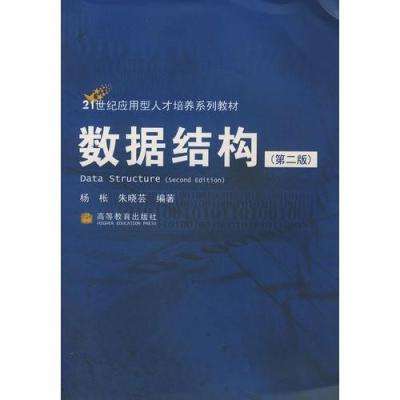 21世纪应用型人才培养系列教材
数据结构(第二版)
Data Structure (Second Edition)
杨 枨 朱晓芸 编著
高等教育出版社
HIGHER EDUCATION PRESS